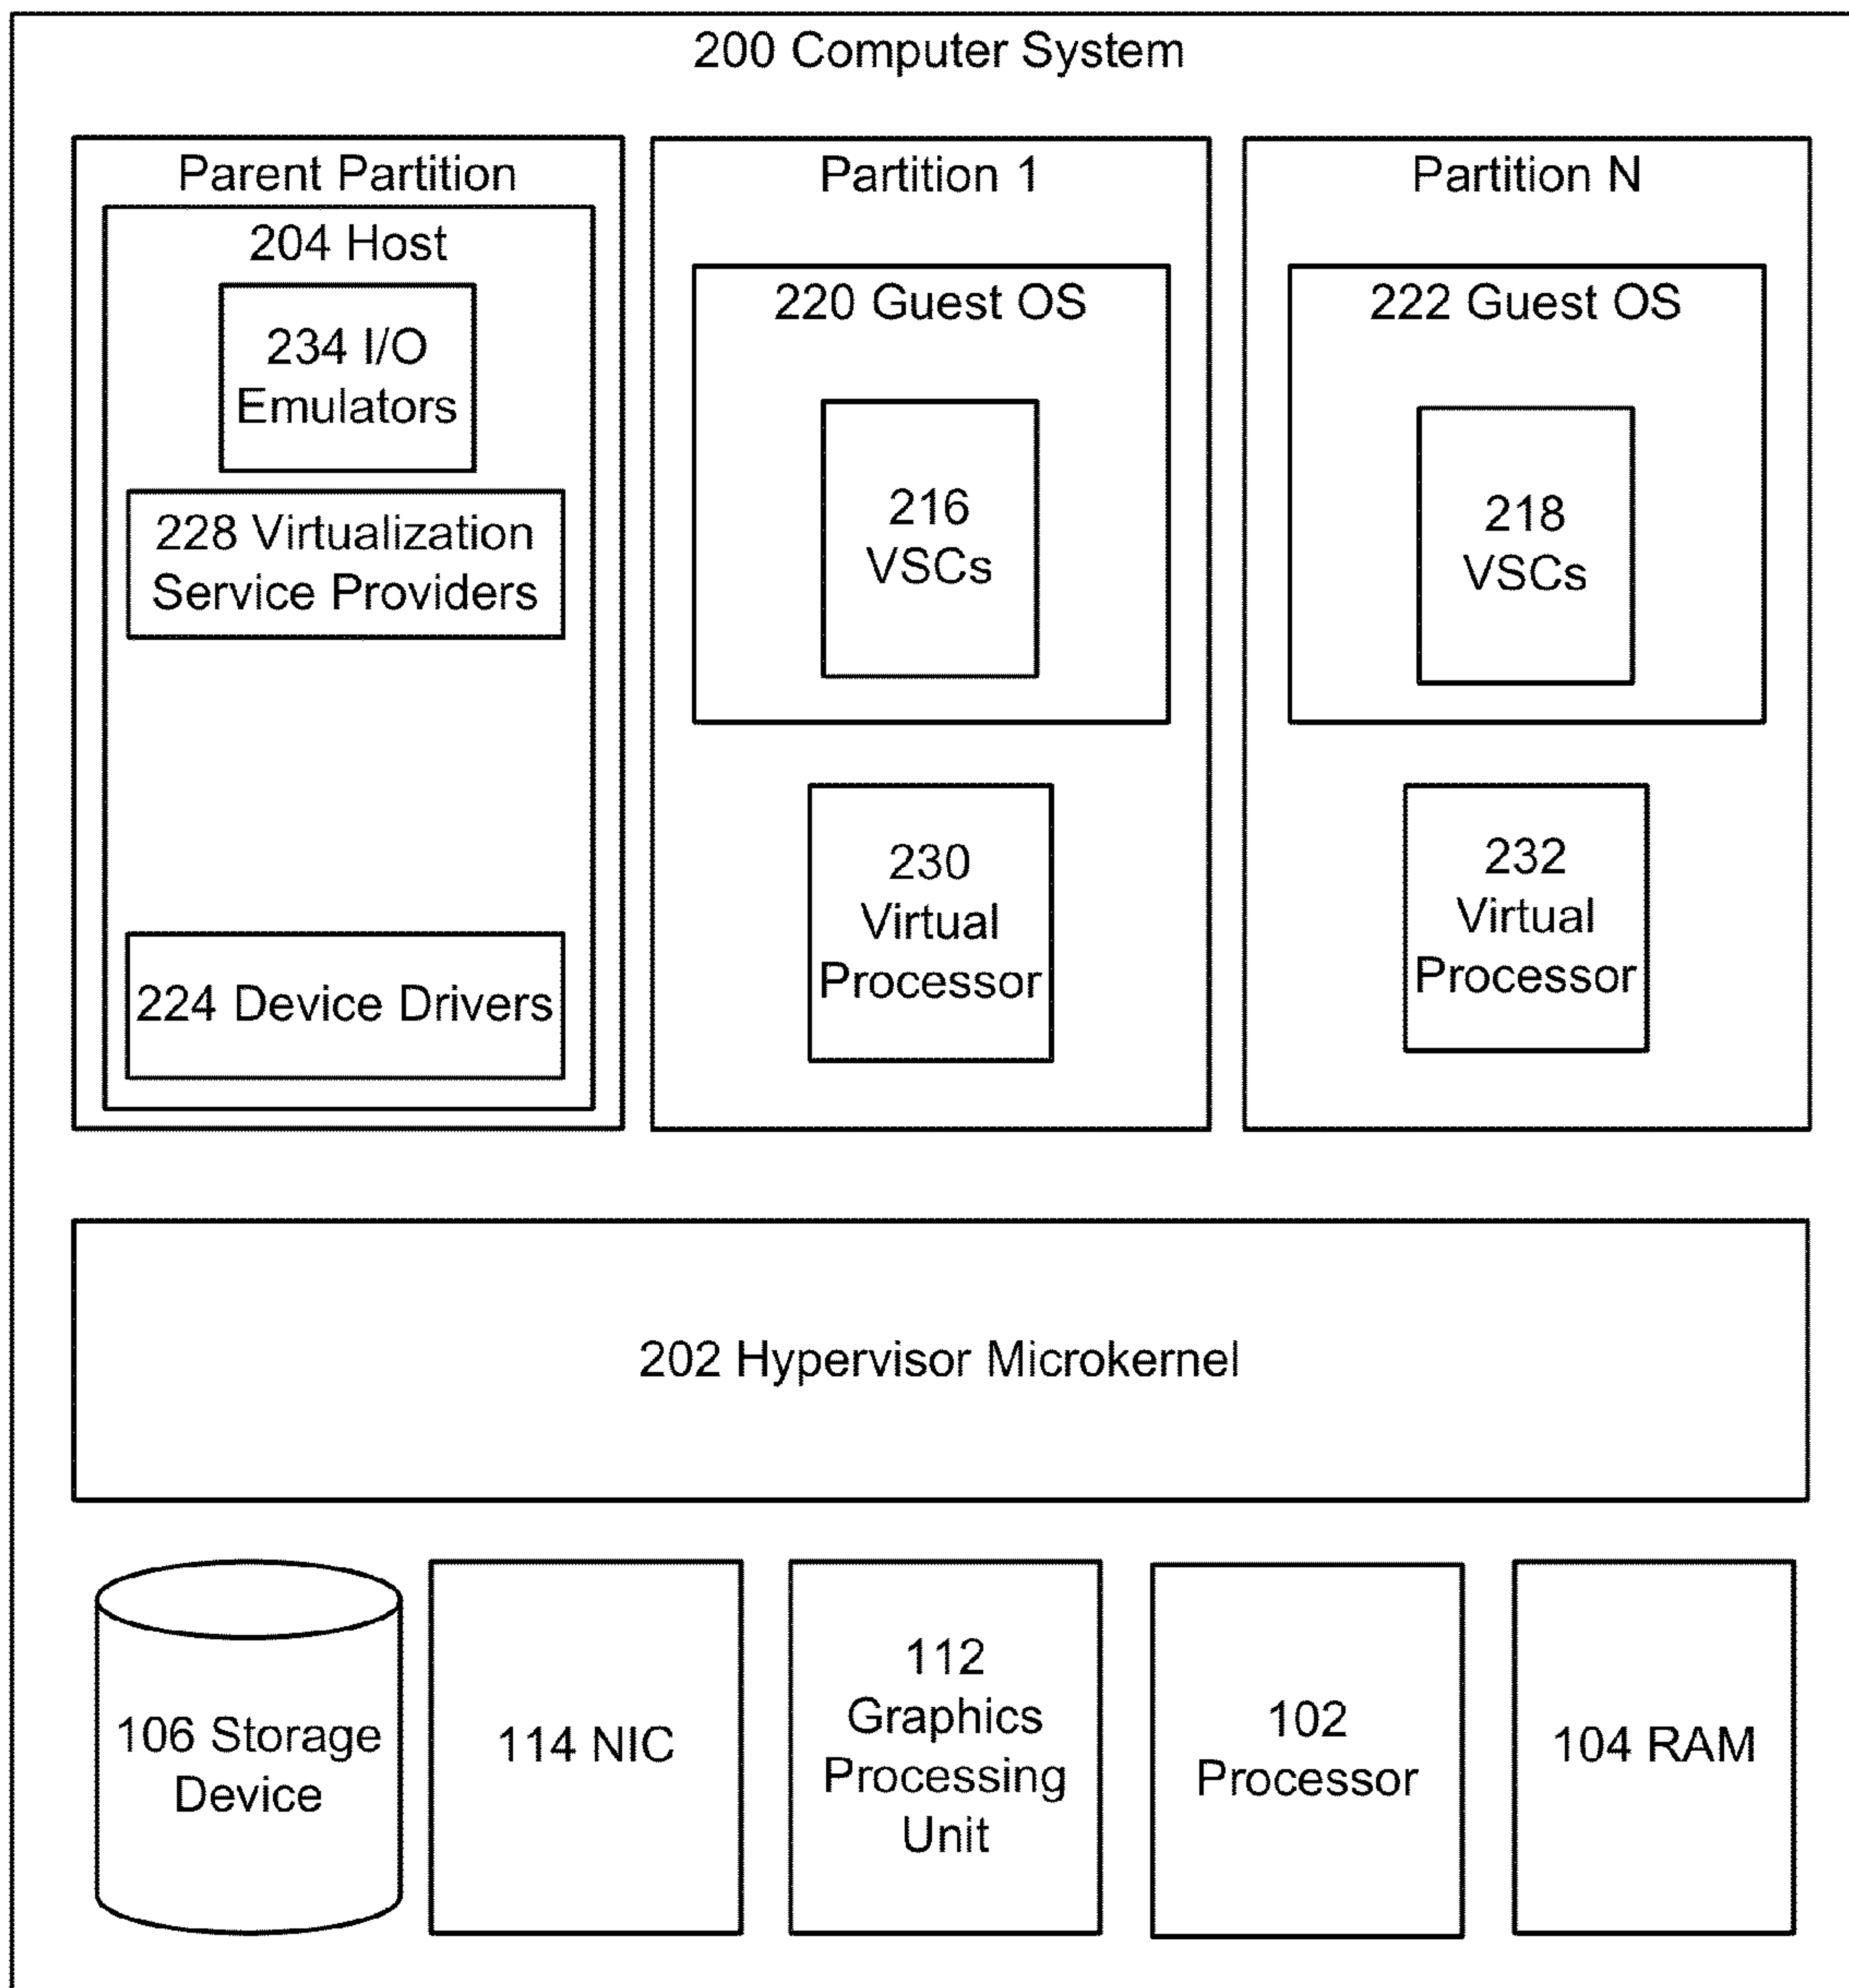 200 Computer System
Parent Partition
204 Host
234 I/O
Emulators
228 Virtualization
Service Providers
224 Device Drivers
Partition 1
220 Guest OS
216
VSCs
230
Virtual
Processor
Partition N
222 Guest OS
218
VSCs
232
Virtual
Processor
202 Hypervisor Microkernel
106 Storage
Device
114 NIC
112
Graphics
Processing
Unit
102
Processor
104 RAM